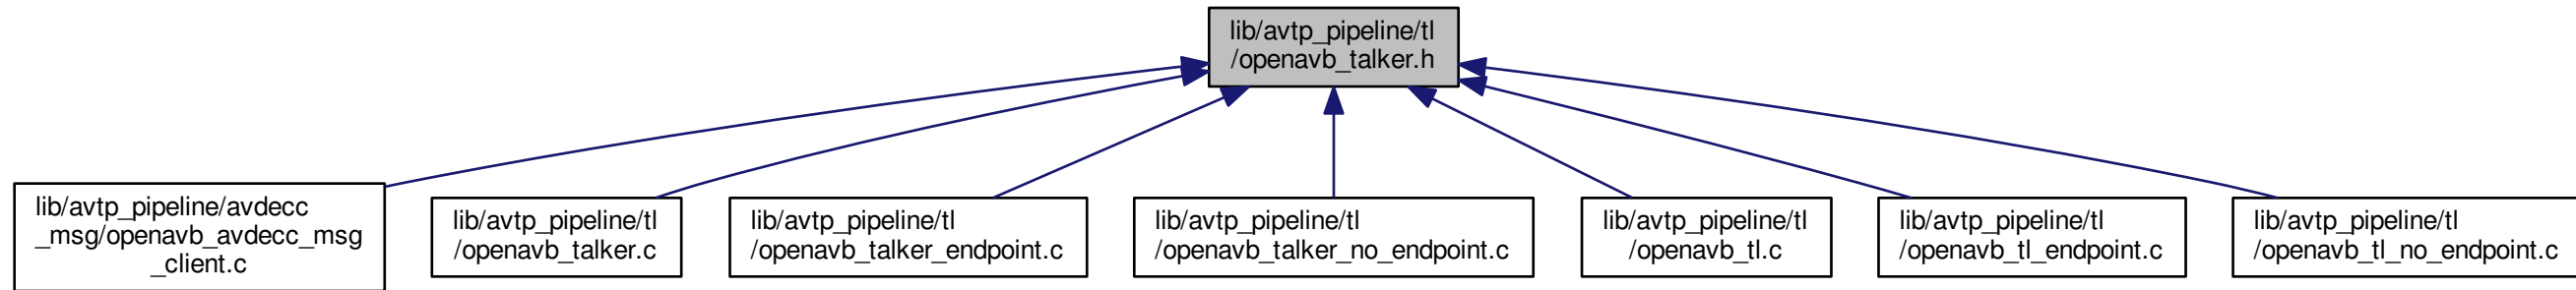 lib/avtp_pipeline/tl
/openavb_talker.h
lib/avtp_pipeline/avdecc
_msg/openavb_avdecc_msg
_client.c
lib/avtp_pipeline/tl
/openavb_talker.c
lib/avtp_pipeline/tl
/openavb_talker_endpoint.c
lib/avtp_pipeline/tl
/openavb_talker_no_endpoint.c
lib/avtp_pipeline/tl
/openavb_tl.c
lib/avtp_pipeline/tl
/openavb_tl_endpoint.c
lib/avtp_pipeline/tl
/openavb_tl_no_endpoint.c